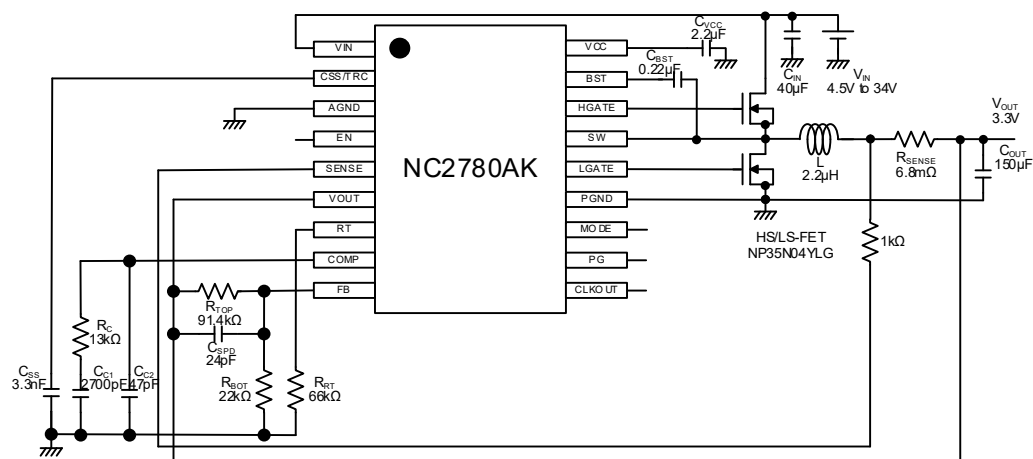 VIN
CSS/TRC
AGND
EN
SENSE
VOUT
RT
COMP
FB
NC2780AK
VCC
BST
HGATE
SW
LGATE
PGND
MODE
PG
CLKOUT
CVCC
2.2µF
CBST
0.22µF
CIN
40µF
VIN
4.5V to 34V
VOUT
3.3V
L
2.2µH
RSENSE
6.8mΩ
COUT
150µF
HS/LS-FET
NP35N04YLG
1kΩ
RTOP
91.4kΩ
CSPD
24pF
RC
13kΩ
CSS
3.3nF
CC1
2700pF
CC2
47pF
RBOT
22kΩ
RRT
66kΩ